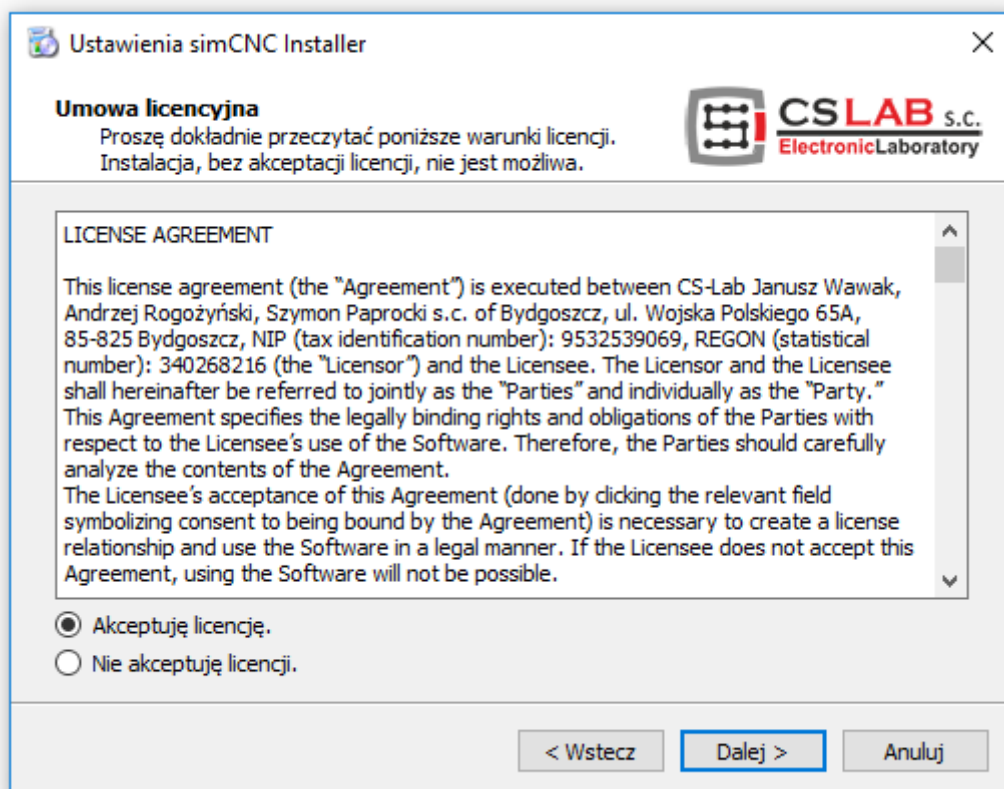 Ustawienia simCNC Installer
Umowa licencyjna
Proszę dokładnie przeczytać poniższe warunki licencji.
Instalacja, bez akceptacji licencji, nie jest możliwa.
CSLAB s.c.
ElectronicLaboratory
LICENSE AGREEMENT
This license agreement (the “Agreement”) is executed between CS-Lab Janusz Wawak,
Andrzej Rogożyński, Szymon Paprocki s.c. of Bydgoszcz, ul. Wojska Polskiego 65A,
85-825 Bydgoszcz, NIP (tax identification number): 9532539069, REGON (statistical
number): 340268216 (the “Licensor”) and the Licensee. The Licensor and the Licensee
shall hereinafter be referred to jointly as the “Parties” and individually as the “Party.”
This Agreement specifies the legally binding rights and obligations of the Parties with
respect to the Licensee’s use of the Software. Therefore, the Parties should carefully
analyze the contents of the Agreement.
The Licensee’s acceptance of this Agreement (done by clicking the relevant field
symbolizing consent to being bound by the Agreement) is necessary to create a license
relationship and use the Software in a legal manner. If the Licensee does not accept this
Agreement, using the Software will not be possible.
Akceptuję licencję.
Nie akceptuję licencji.
< Wstecz
Dalej >
Anuluj